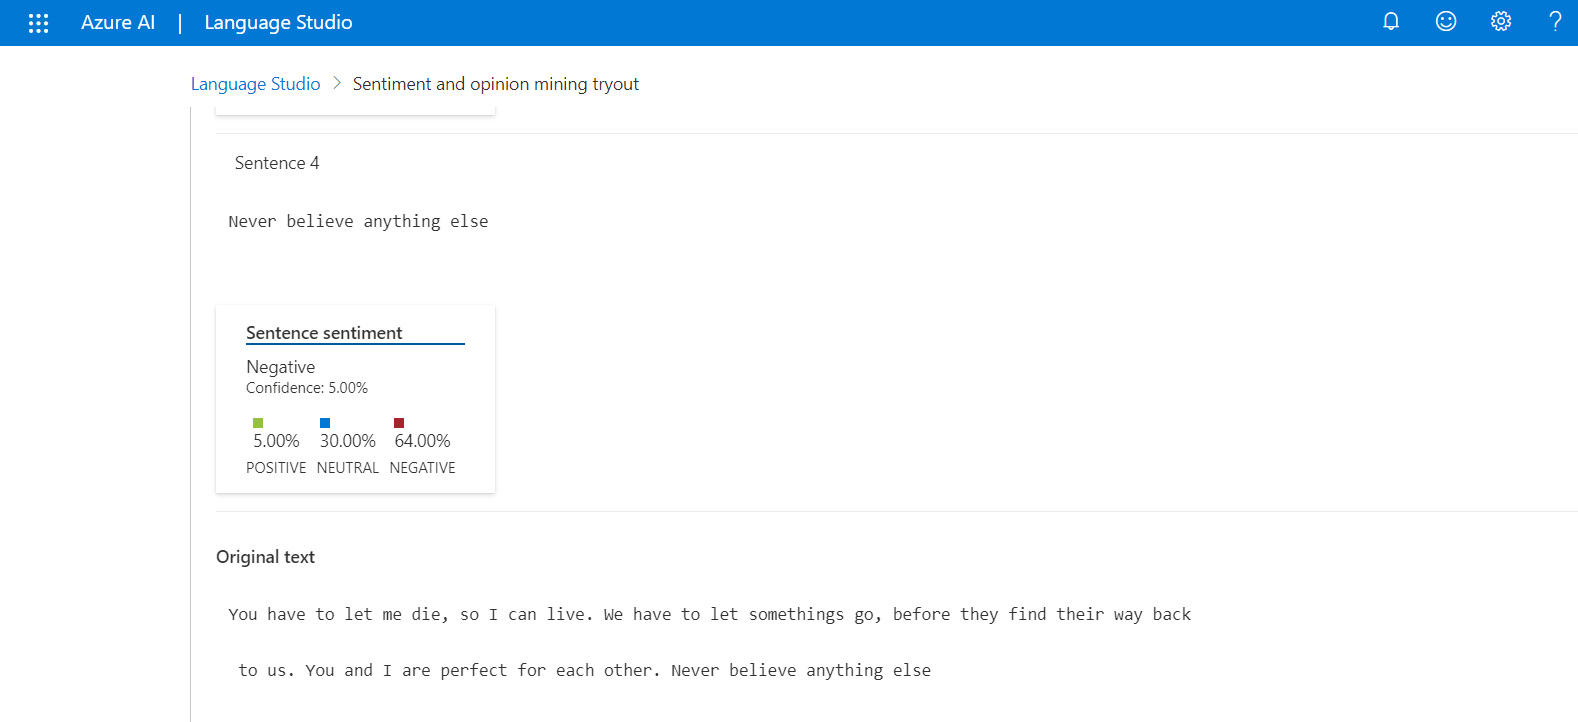 Azure AI | Language Studio
Language Studio > Sentiment and opinion mining tryout
Sentence 4
Never believe anything else
Sentence sentiment
Negative
Confidence: 5.00%
5.00% 30.00% 64.00%
POSITIVE NEUTRAL NEGATIVE
Original text
You have to let me die, so I can live. We have to let somethings go, before they find their way back
to us. You and I are perfect for each other. Never believe anything else